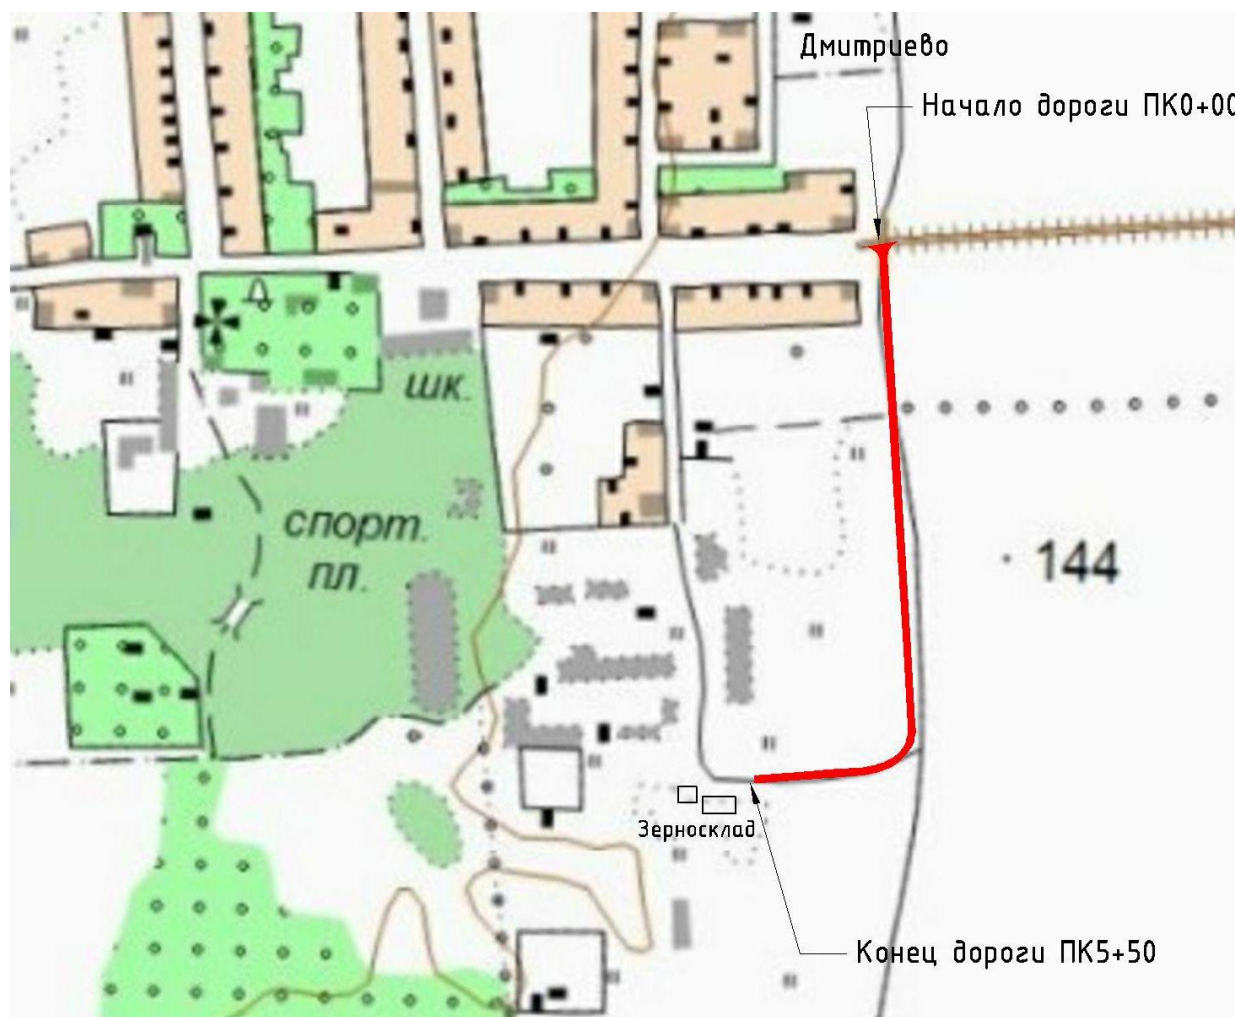 Дмитриево
Начало дороги ПК0+00
шк.
спорт.
пл.
144
Зерносклад
Конец дороги ПК5+50